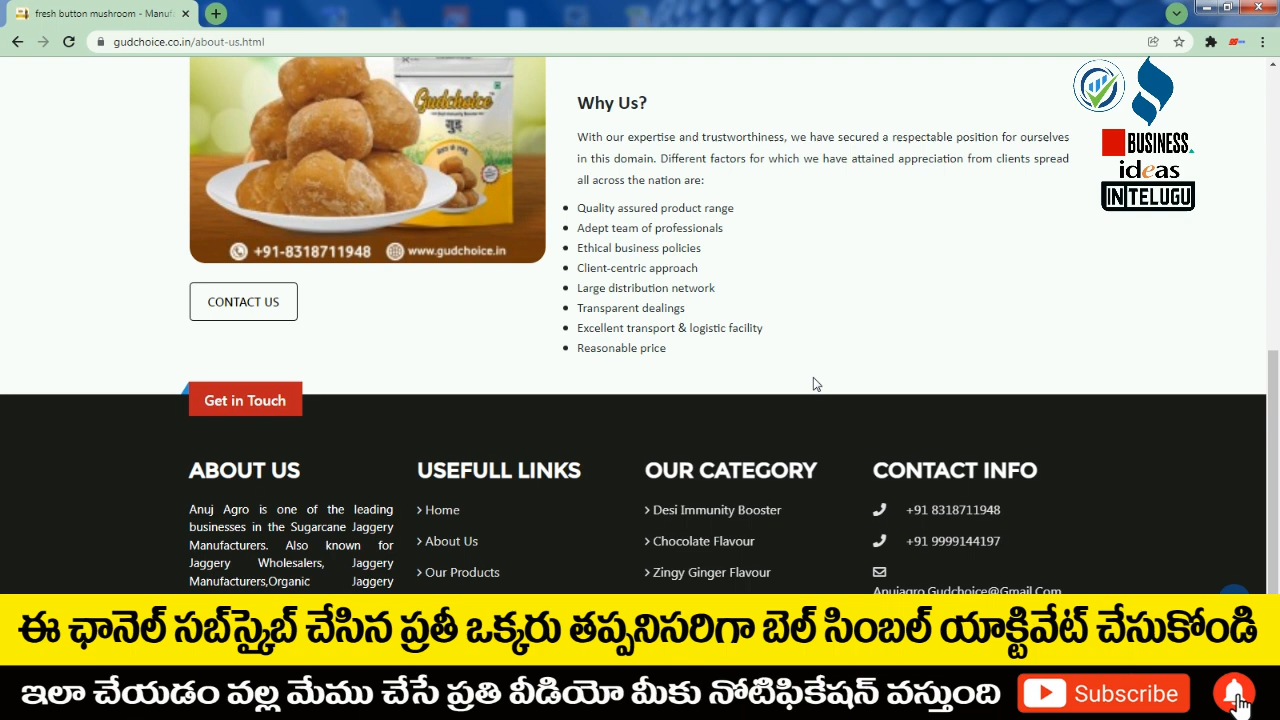 fresh button mushroom - Manuf
gudchoice.co.in/about-us.html
Gudchoice
गुड़
+91-8318711948 www.gudchoice.in
CONTACT US
Why Us?
With our expertise and trustworthiness, we have secured a respectable position for ourselves
in this domain. Different factors for which we have attained appreciation from clients spread
all across the nation are:
Quality assured product range
Adept team of professionals
Ethical business policies
Client-centric approach
Large distribution network
Transparent dealings
Excellent transport & logistic facility
Reasonable price
BUSINESS.
ideas
IN TELUGU
Get in Touch
ABOUT US
Anuj Agro is one of the leading
businesses in the Sugarcane Jaggery
Manufacturers. Also known for
Jaggery Wholesalers, Jaggery
Manufacturers,Organic Jaggery
USEFULL LINKS
Home
About Us
Our Products
OUR CATEGORY
Desi Immunity Booster
Chocolate Flavour
Zingy Ginger Flavour
CONTACT INFO
+91 8318711948
+91 9999144197
Anujagro.Gudchoice@Gmail.Com
ఈ ఛానెల్ సబ్‌స్క్రైబ్ చేసిన ప్రతీ ఒక్కరు తప్పనిసరిగా బెల్ సింబల్ యాక్టివేట్ చేసుకోండి
ఇలా చేయడం వల్ల మేము చేసే ప్రతి వీడియో మీకు నోటిఫికేషన్ వస్తుంది
Subscribe